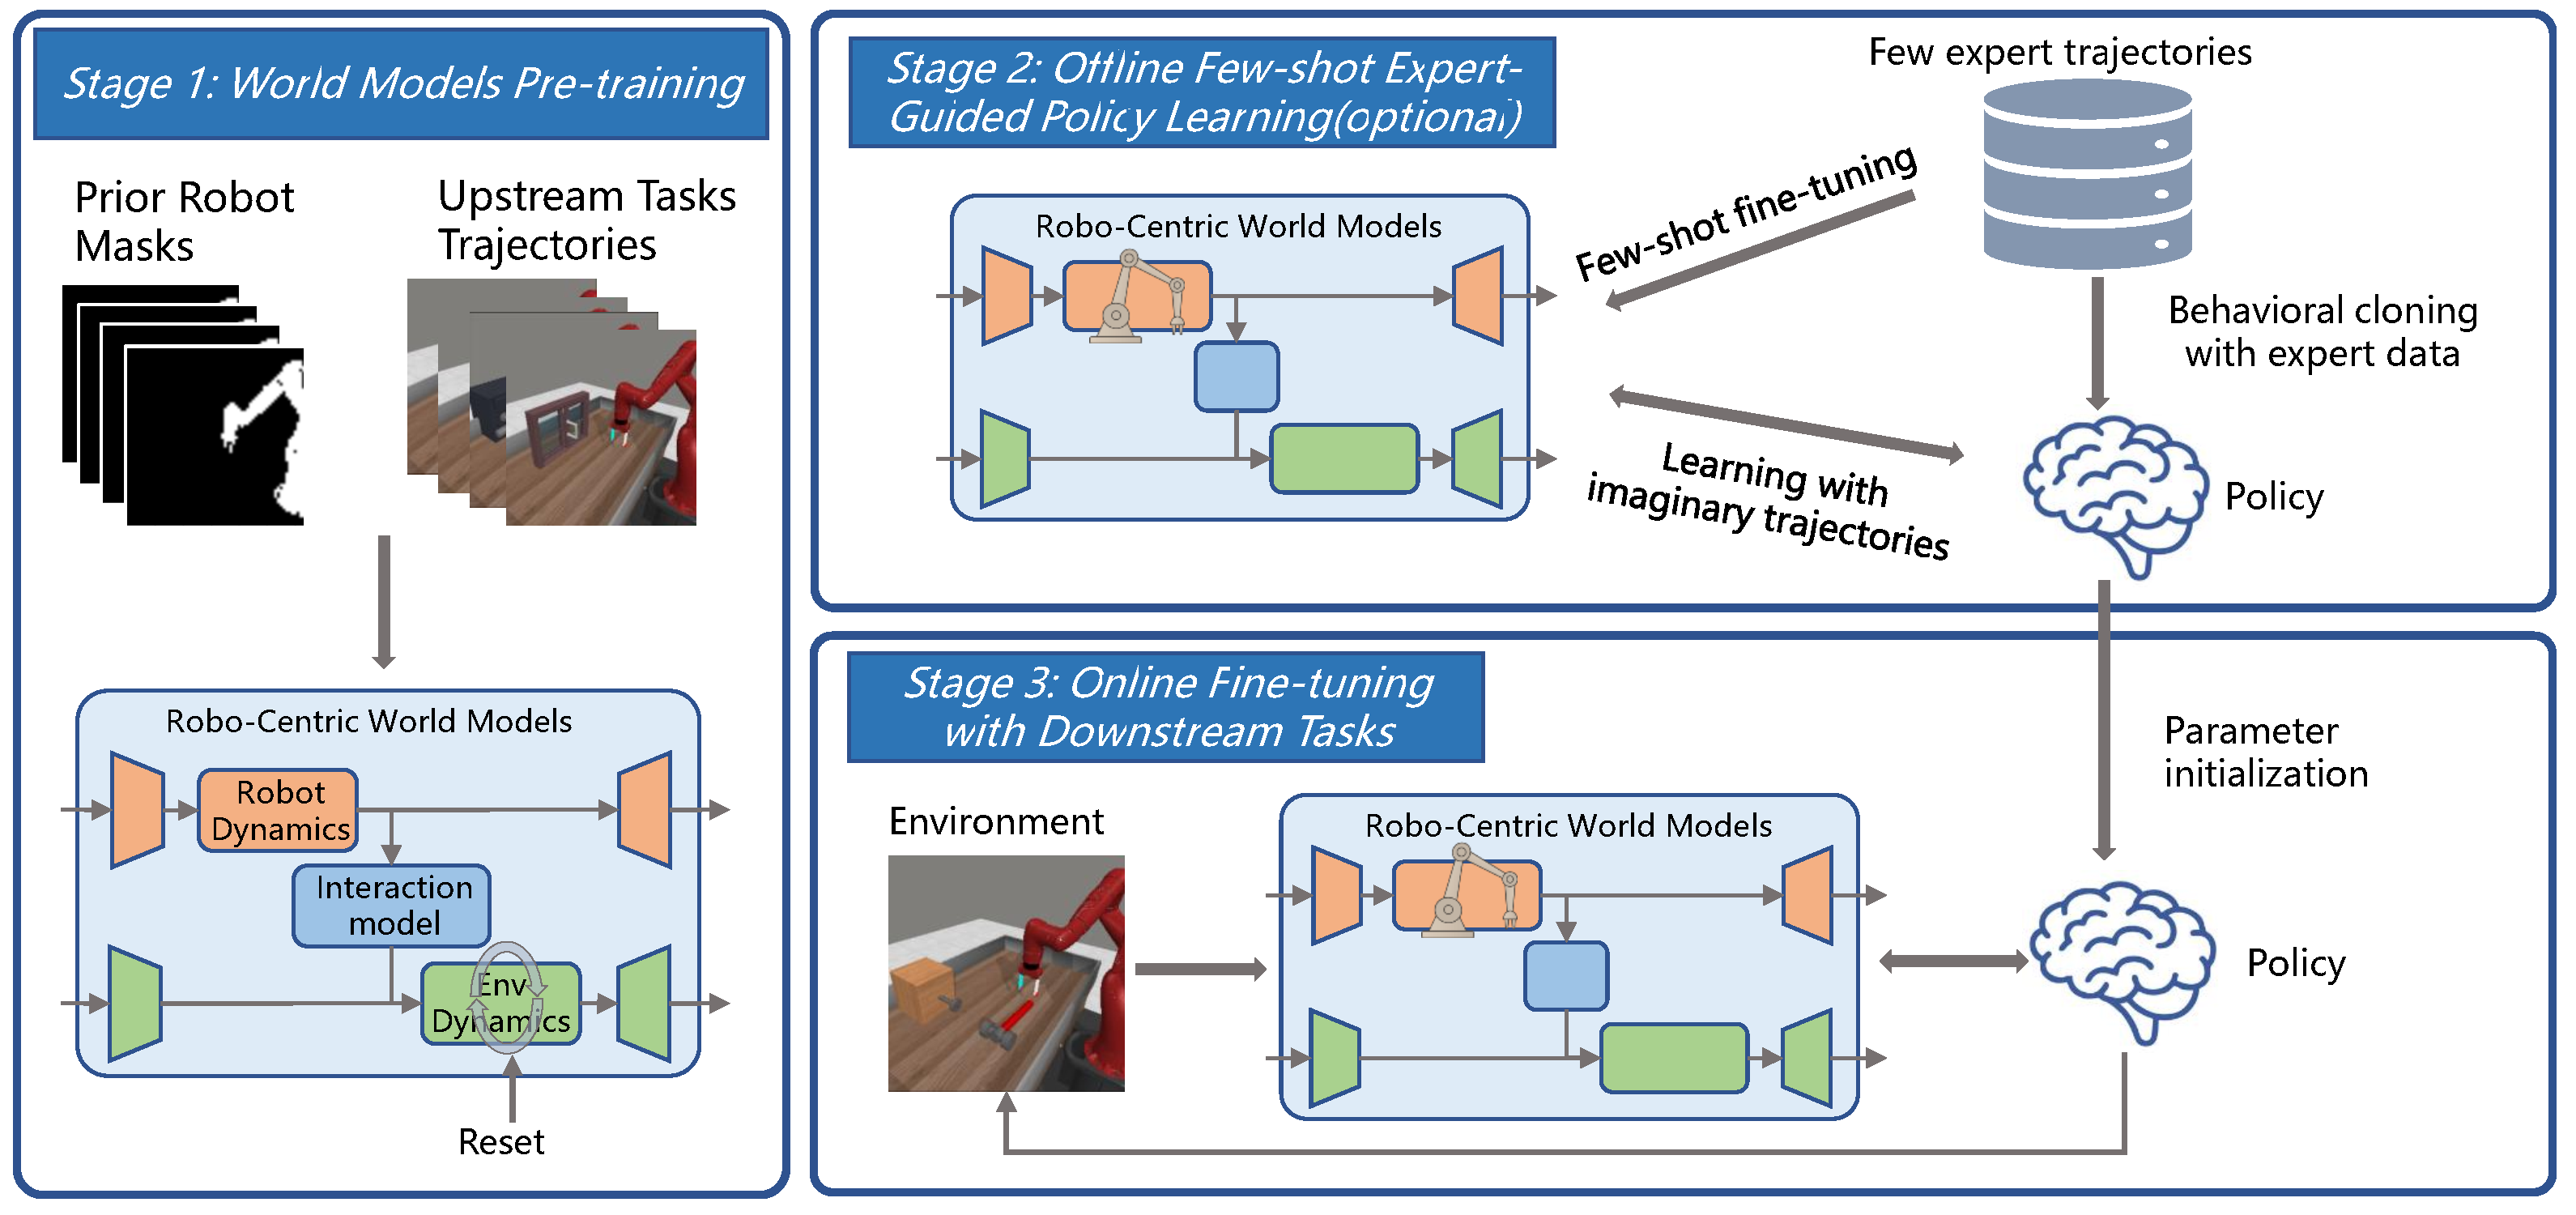 Stage 1: World Models Pre-training
Prior Robot
Masks
Upstream Tasks
Trajectories
Robo-Centric World Models
Robot
Dynamics
Interaction
model
Env
Dynamics
Reset
Stage 2: Offline Few-shot Expert-
Guided Policy Learning(optional)
Few expert trajectories
Robo-Centric World Models
Few-shot fine-tuning
Behavioral cloning
with expert data
Learning with
imaginary trajectories
Policy
Stage 3: Online Fine-tuning
with Downstream Tasks
Parameter
initialization
Environment
Robo-Centric World Models
Policy